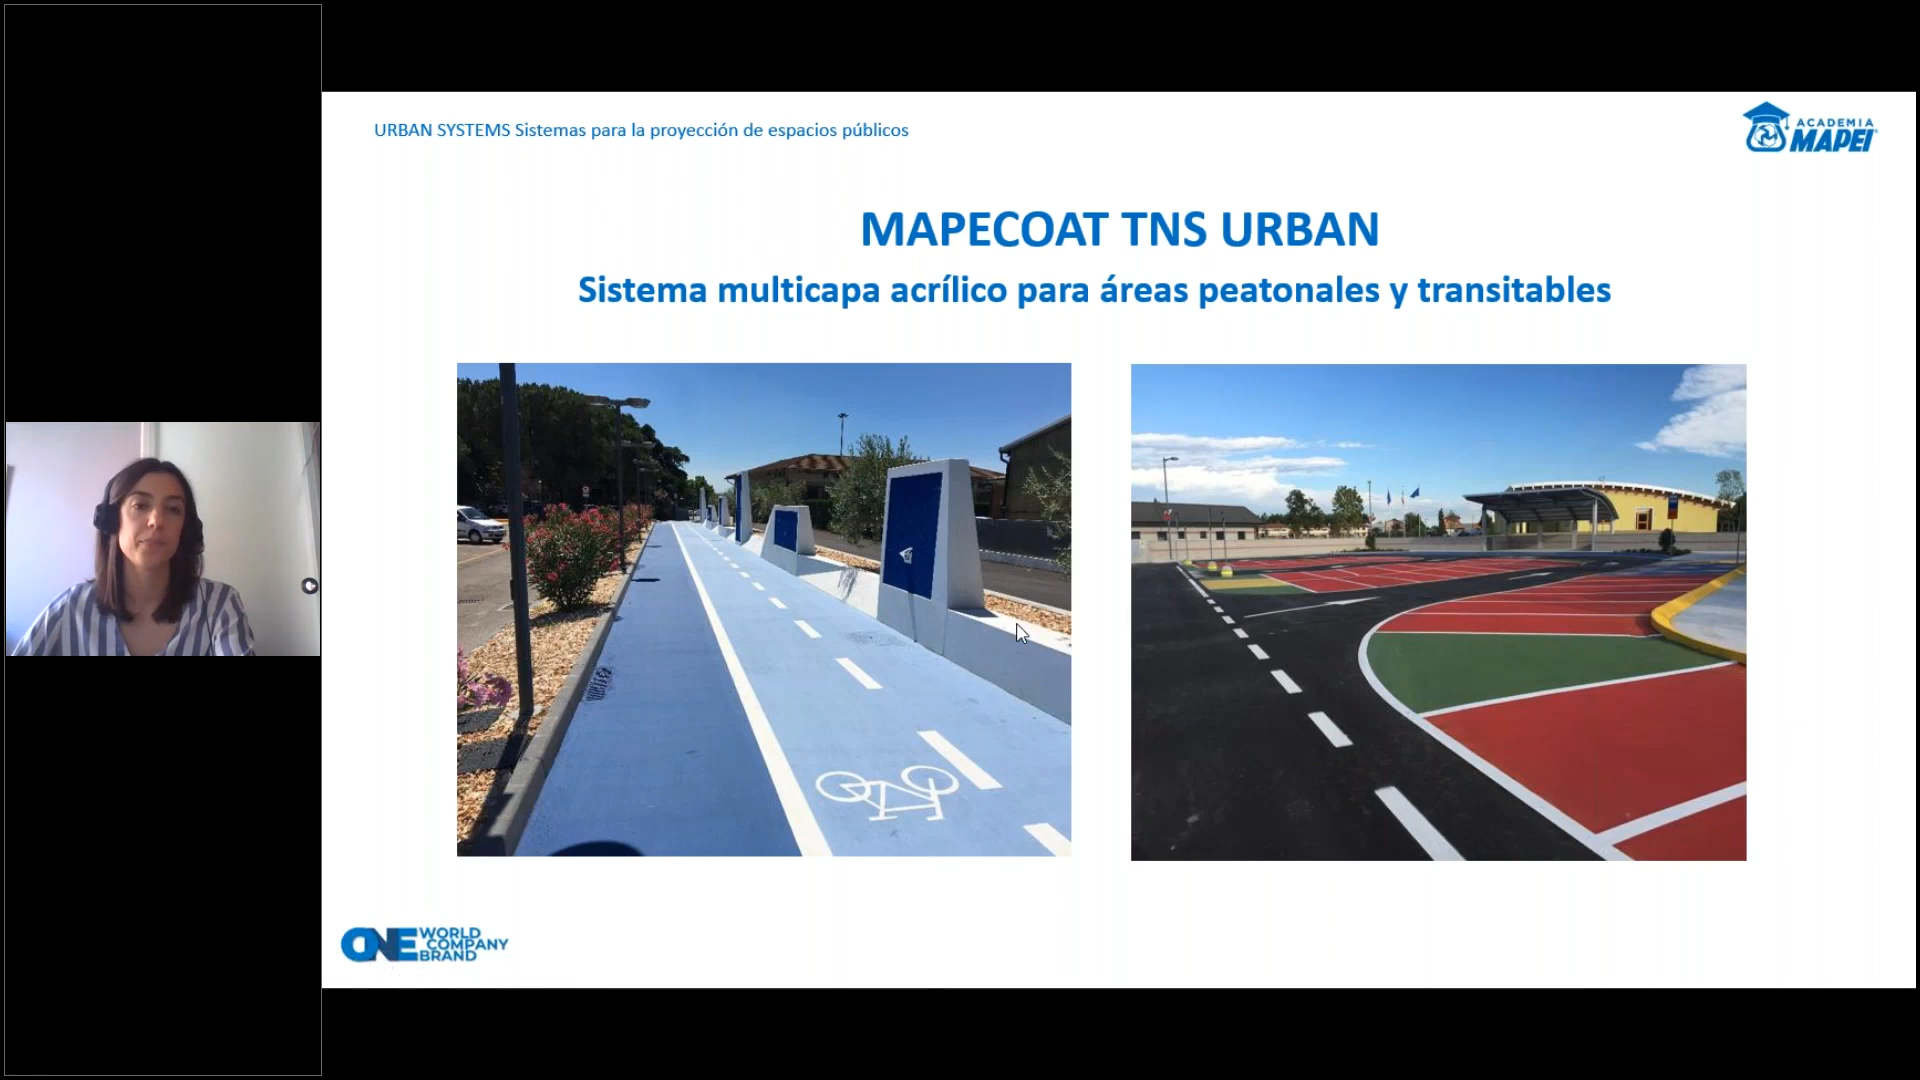 URBAN SYSTEMS Sistemas para la proyección de espacios públicos
ACADEMIA
MAPEI
MAPECOAT TNS URBAN
Sistema multicapa acrílico para áreas peatonales y transitables
ONE WORLD
COMPANY
BRAND